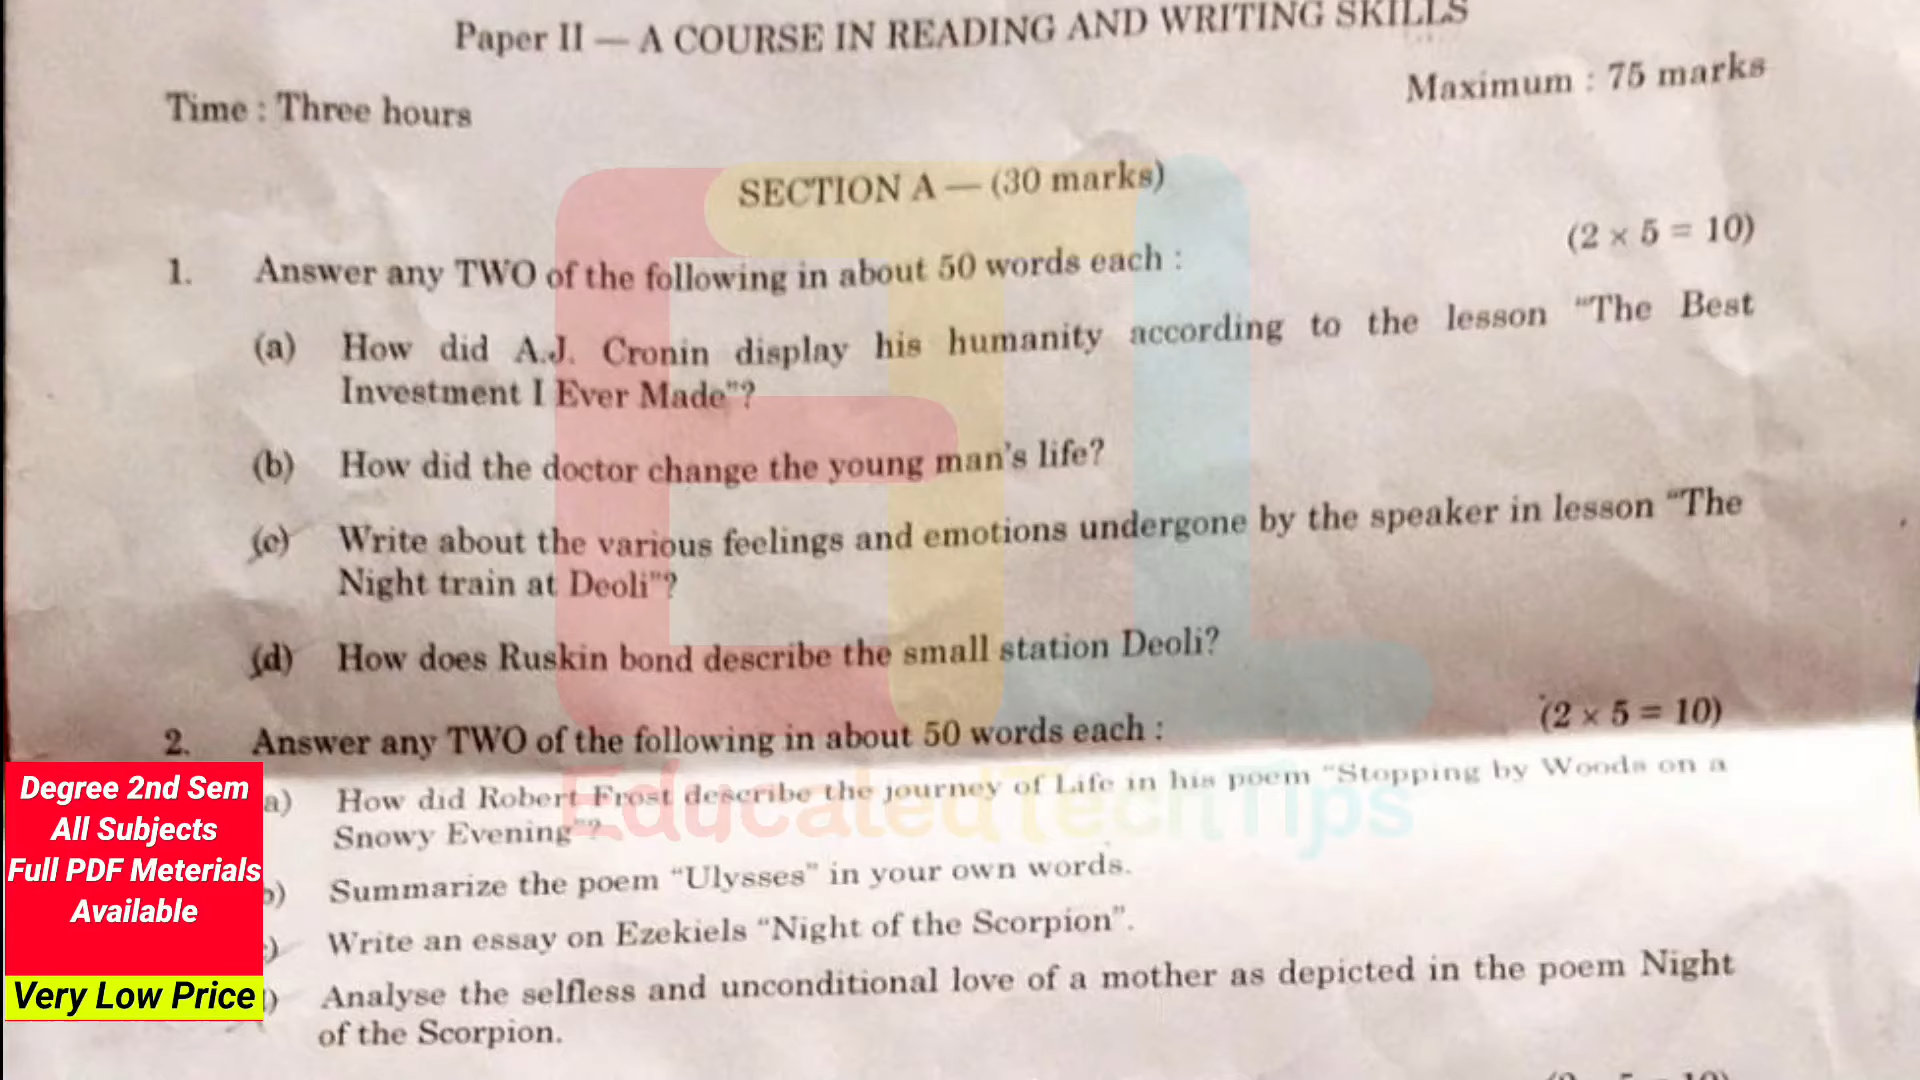 Paper II — A COURSE IN READING AND WRITING SKILLS
Time : Three hours
Maximum : 75 marks
SECTION A — (30 marks)
(2 × 5 = 10)
1. Answer any TWO of the following in about 50 words each :
(a) How did A.J. Cronin display his humanity according to the lesson "The Best
Investment I Ever Made"?
(b) How did the doctor change the young man's life?
(c) Write about the various feelings and emotions undergone by the speaker in lesson "The
Night train at Deoli"?
(d) How does Ruskin bond describe the small station Deoli?
(2 × 5 = 10)
2. Answer any TWO of the following in about 50 words each :
a) How did Robert Frost describe the journey of Life in his poem "Stopping by Woods on a
Snowy Evening"?
EducatedTechTips
Summarize the poem "Ulysses" in your own words.
Write an essay on Ezekiels "Night of the Scorpion".
Analyse the selfless and unconditional love of a mother as depicted in the poem Night
of the Scorpion.
Degree 2nd Sem
All Subjects
Full PDF Meterials
Available
Very Low Price